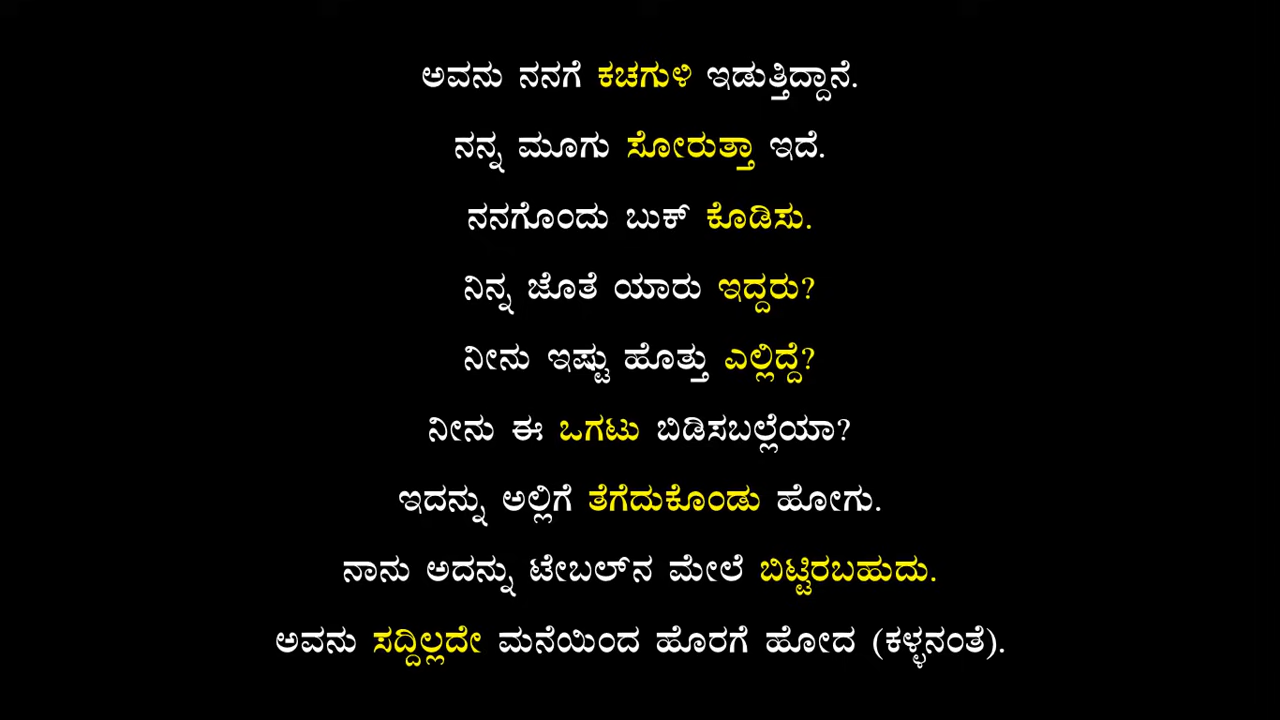 ಅವನು ನನಗೆ ಕಚಗುಳಿ ಇಡುತ್ತಿದ್ದಾನೆ.
ನನ್ನ ಮೂಗು ಸೋರುತ್ತಾ ಇದೆ.
ನನಗೊಂದು ಬುಕ್ ಕೊಡಿಸು.
ನಿನ್ನ ಜೊತೆ ಯಾರು ಇದ್ದರು?
ನೀನು ಇಷ್ಟು ಹೊತ್ತು ಎಲ್ಲಿದ್ದೆ?
ನೀನು ಈ ಒಗಟು ಬಿಡಿಸಬಲ್ಲೆಯಾ?
ಇದನ್ನು ಅಲ್ಲಿಗೆ ತೆಗೆದುಕೊಂಡು ಹೋಗು.
ನಾನು ಅದನ್ನು ಟೇಬಲ್‌ನ ಮೇಲೆ ಬಿಟ್ಟಿರಬಹುದು.
ಅವನು ಸದ್ದಿಲ್ಲದೇ ಮನೆಯಿಂದ ಹೊರಗೆ ಹೋದ (ಕಳ್ಳನಂತೆ).